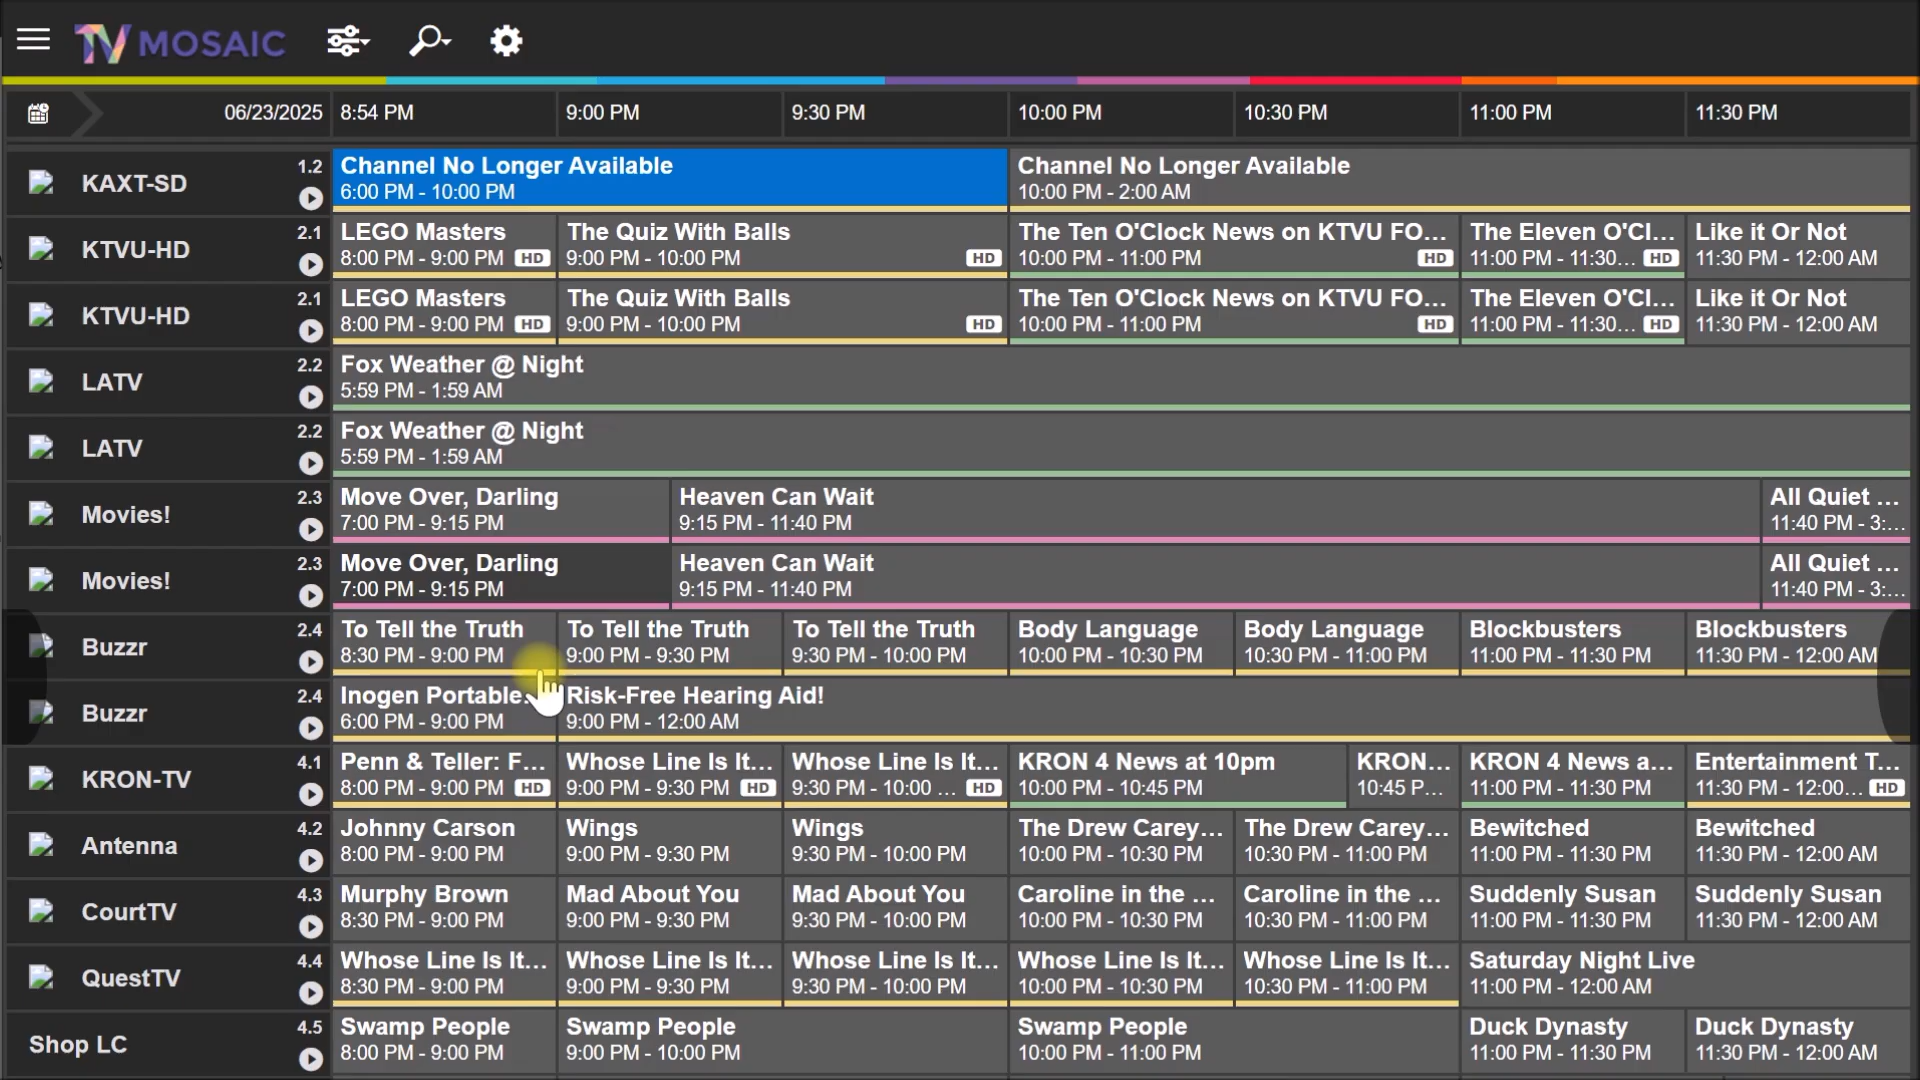 TV MOSAIC
06/23/2025 8:54 PM 9:00 PM 9:30 PM 10:00 PM 10:30 PM 11:00 PM 11:30 PM
KAXT-SD 1.2 Channel No Longer Available Channel No Longer Available
6:00 PM - 10:00 PM 10:00 PM - 2:00 AM
KTVU-HD 2.1 LEGO Masters The Quiz With Balls The Ten O'Clock News on KTVU FO... The Eleven O'Cl... Like it Or Not
8:00 PM - 9:00 PM HD 9:00 PM - 10:00 PM HD 10:00 PM - 11:00 PM HD 11:00 PM - 11:30... HD 11:30 PM - 12:00 AM
KTVU-HD 2.1 LEGO Masters The Quiz With Balls The Ten O'Clock News on KTVU FO... The Eleven O'Cl... Like it Or Not
8:00 PM - 9:00 PM HD 9:00 PM - 10:00 PM HD 10:00 PM - 11:00 PM HD 11:00 PM - 11:30... HD 11:30 PM - 12:00 AM
LATV 2.2 Fox Weather @ Night
5:59 PM - 1:59 AM
LATV 2.2 Fox Weather @ Night
5:59 PM - 1:59 AM
Movies! 2.3 Move Over, Darling Heaven Can Wait All Quiet ...
7:00 PM - 9:15 PM 9:15 PM - 11:40 PM 11:40 PM - 3:...
Movies! 2.3 Move Over, Darling Heaven Can Wait All Quiet ...
7:00 PM - 9:15 PM 9:15 PM - 11:40 PM 11:40 PM - 3:...
Buzzr 2.4 To Tell the Truth To Tell the Truth To Tell the Truth Body Language Body Language Blockbusters Blockbusters
8:30 PM - 9:00 PM 9:00 PM - 9:30 PM 9:30 PM - 10:00 PM 10:00 PM - 10:30 PM 10:30 PM - 11:00 PM 11:00 PM - 11:30 PM 11:30 PM - 12:00 AM
Buzzr 2.4 Inogen Portable... Risk-Free Hearing Aid!
6:00 PM - 9:00 PM 9:00 PM - 12:00 AM
KRON-TV 4.1 Penn & Teller: F... Whose Line Is It... Whose Line Is It... KRON 4 News at 10pm KRON... KRON 4 News a... Entertainment T...
8:00 PM - 9:00 PM HD 9:00 PM - 9:30 PM HD 9:30 PM - 10:00 ... HD 10:00 PM - 10:45 PM 10:45 P... 11:00 PM - 11:30 PM 11:30 PM - 12:00... HD
Antenna 4.2 Johnny Carson Wings Wings The Drew Carey... The Drew Carey... Bewitched Bewitched
8:00 PM - 9:00 PM 9:00 PM - 9:30 PM 9:30 PM - 10:00 PM 10:00 PM - 10:30 PM 10:30 PM - 11:00 PM 11:00 PM - 11:30 PM 11:30 PM - 12:00 AM
CourtTV 4.3 Murphy Brown Mad About You Mad About You Caroline in the ... Caroline in the ... Suddenly Susan Suddenly Susan
8:30 PM - 9:00 PM 9:00 PM - 9:30 PM 9:30 PM - 10:00 PM 10:00 PM - 10:30 PM 10:30 PM - 11:00 PM 11:00 PM - 11:30 PM 11:30 PM - 12:00 AM
QuestTV 4.4 Whose Line Is It... Whose Line Is It... Whose Line Is It... Whose Line Is It... Whose Line Is It... Saturday Night Live
8:30 PM - 9:00 PM 9:00 PM - 9:30 PM 9:30 PM - 10:00 PM 10:00 PM - 10:30 PM 10:30 PM - 11:00 PM 11:00 PM - 12:00 AM
Shop LC 4.5 Swamp People Swamp People Swamp People Duck Dynasty Duck Dynasty
8:00 PM - 9:00 PM 9:00 PM - 10:00 PM 10:00 PM - 11:00 PM 11:00 PM - 11:30 PM 11:30 PM - 12:00 AM